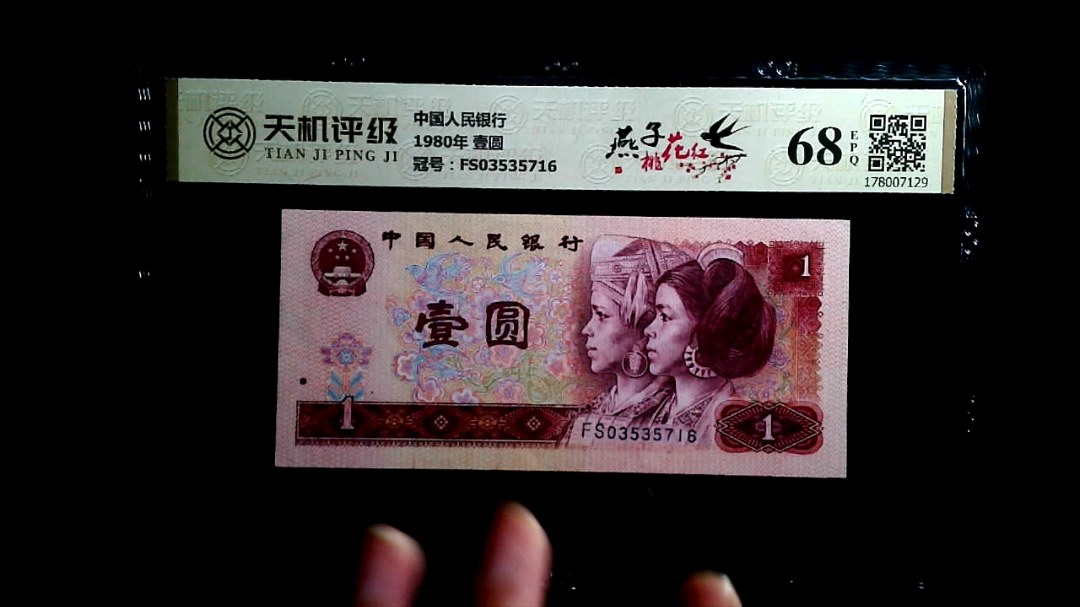 天机评级
TIAN JI PING JI
中国人民银行
1980年 壹圆
冠号：FS03535716
燕子
桃花红
68
EPQ
178007129
中国人民银行
1
壹圆
1
FS03535716
1